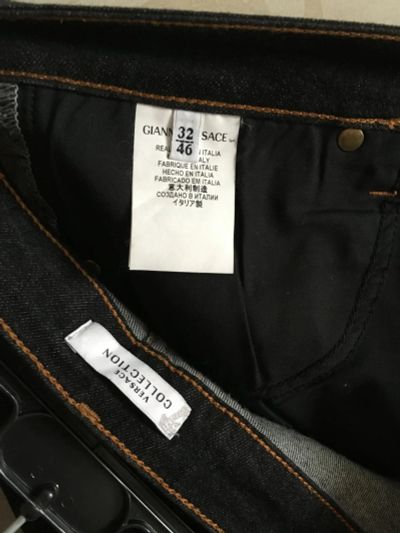 32
46
GIANN SACE
REA ITALIA
ALY
FABRIQUE EN ITALIE
HECHO EN ITALIA
FABRICADO EM ITALIA
意大利制造
СОЗДАНО В ИТАЛИИ
イタリア製
VERSACE
COLLECTION